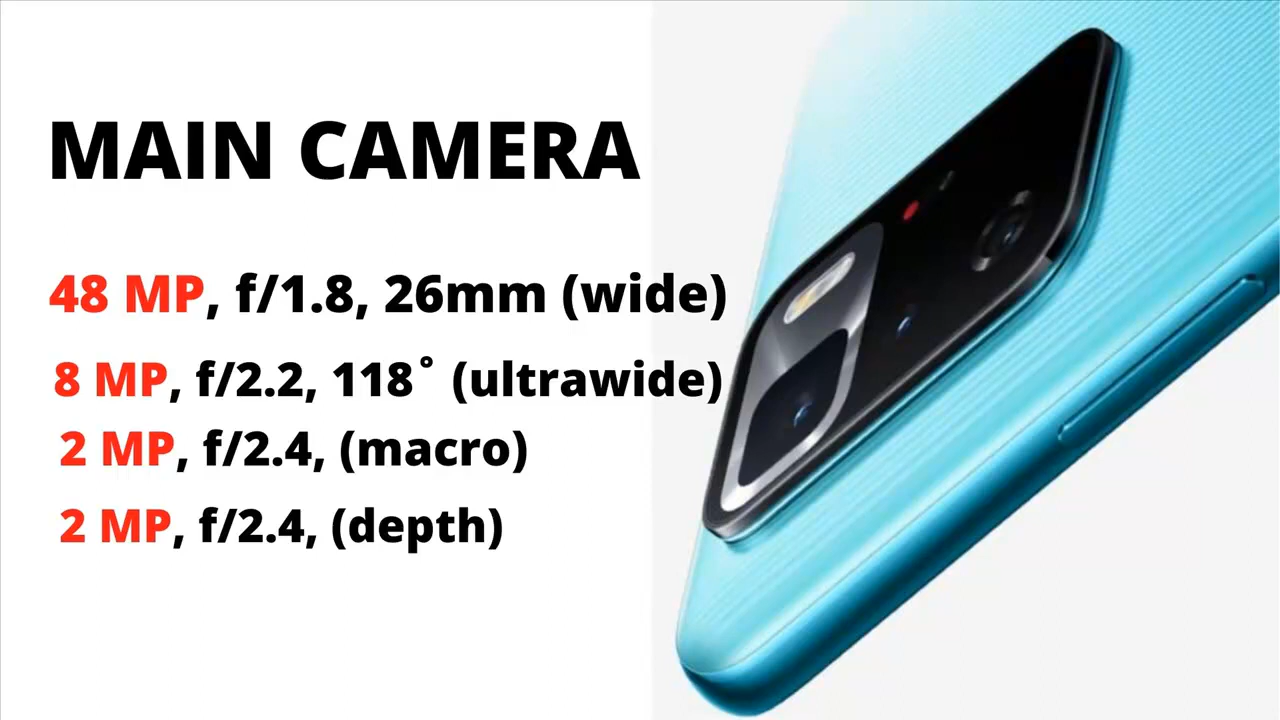 MAIN CAMERA
48 MP, f/1.8, 26mm (wide)
8 MP, f/2.2, 118˚ (ultrawide)
2 MP, f/2.4, (macro)
2 MP, f/2.4, (depth)